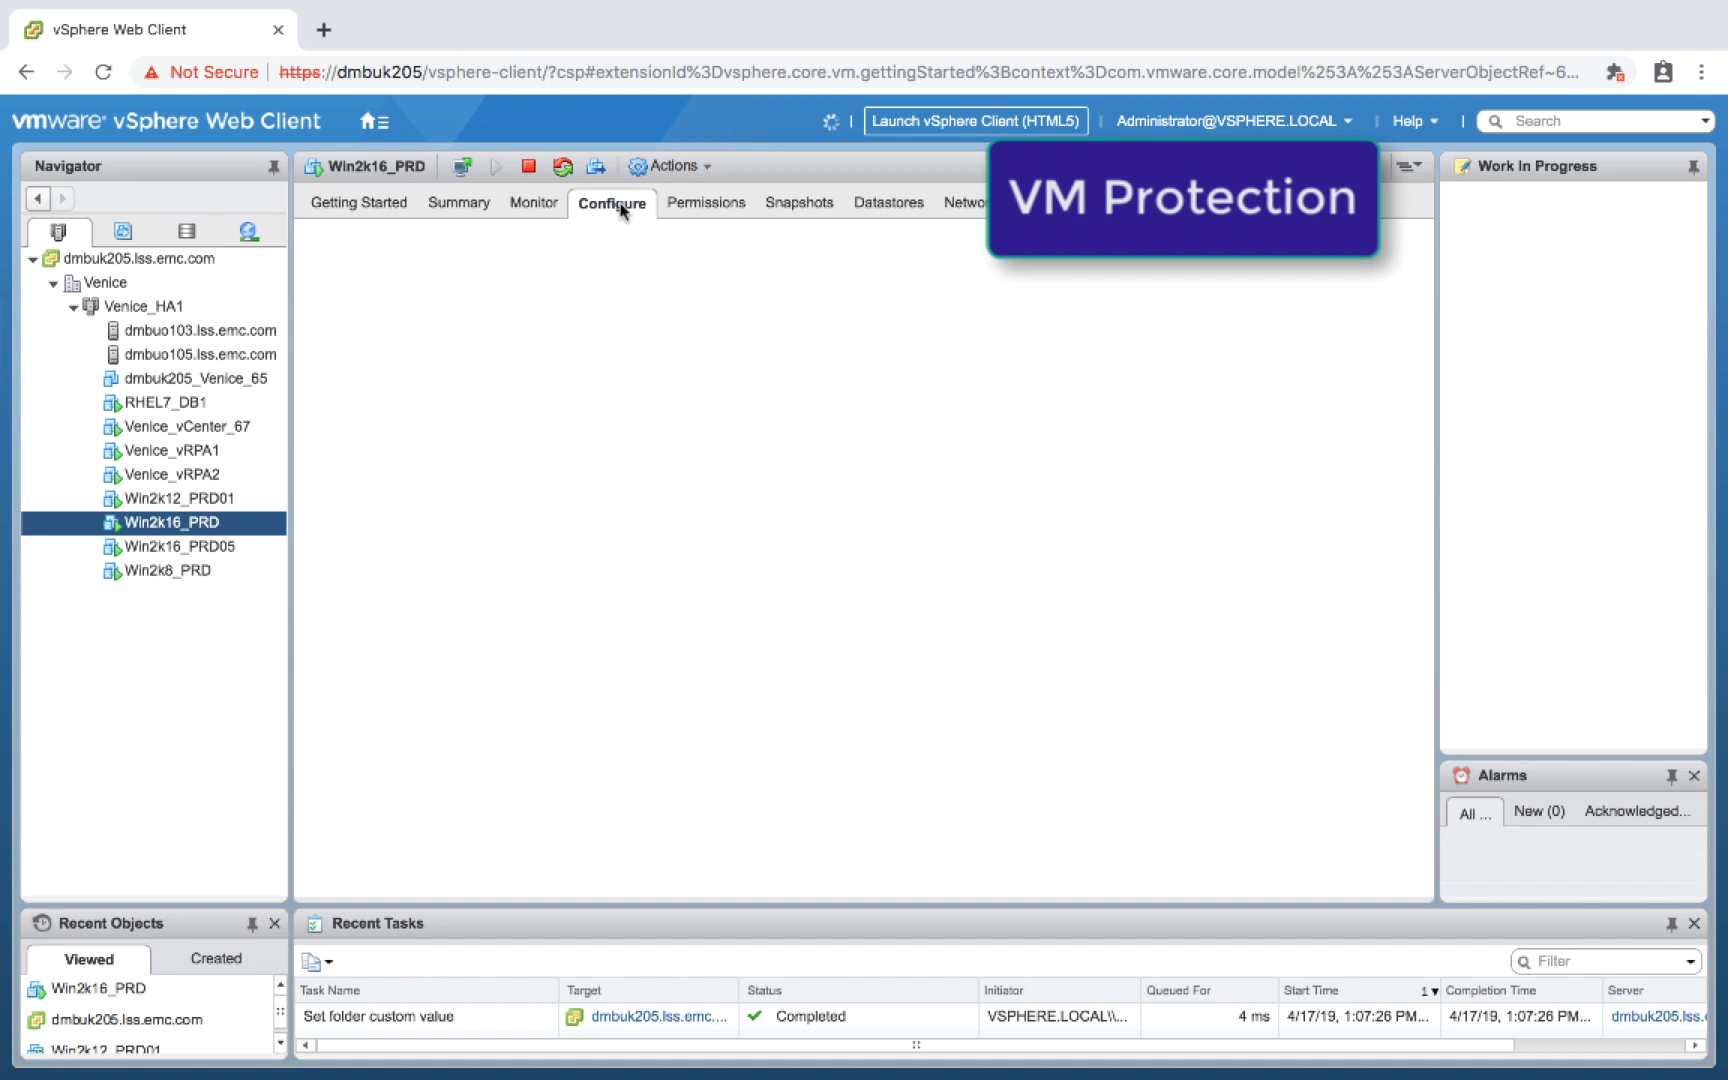 vSphere Web Client
Not Secure https://dmbuk205/vsphere-client/?csp#extensionId%3Dvsphere.core.vm.gettingStarted%3Bcontext%3Dcom.vmware.core.model%253A%253AServerObjectRef~6...
vmware® vSphere Web Client
Launch vSphere Client (HTML5)
Administrator@VSPHERE.LOCAL
Help
Search
Navigator
Win2k16_PRD
Actions
VM Protection
Work In Progress
Getting Started
Summary
Monitor
Configure
Permissions
Snapshots
Datastores
Netwo
dmbuk205.lss.emc.com
Venice
Venice_HA1
dmbuo103.lss.emc.com
dmbuo105.lss.emc.com
dmbuk205_Venice_65
RHEL7_DB1
Venice_vCenter_67
Venice_vRPA1
Venice_vRPA2
Win2k12_PRD01
Win2k16_PRD
Win2k16_PRD05
Win2k8_PRD
Alarms
All ...
New (0)
Acknowledged...
Recent Objects
Viewed
Created
Win2k16_PRD
dmbuk205.lss.emc.com
Win2k12_PRD01
Recent Tasks
Filter
Task Name
Target
Status
Initiator
Queued For
Start Time
1
Completion Time
Server
Set folder custom value
dmbuk205.lss.emc....
Completed
VSPHERE.LOCAL\\...
4 ms
4/17/19, 1:07:26 PM...
4/17/19, 1:07:26 PM...
dmbuk205.lss.